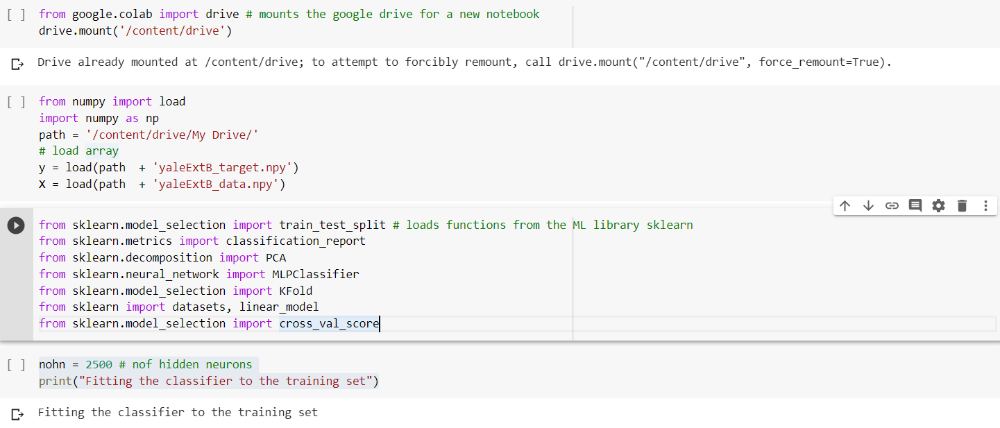 [ ] from google.colab import drive # mounts the google drive for a new notebook
drive.mount('/content/drive')
Drive already mounted at /content/drive; to attempt to forcibly remount, call drive.mount("/content/drive", force_remount=True).
[ ] from numpy import load
import numpy as np
path = '/content/drive/My Drive/'
# load array
y = load(path  + 'yaleExtB_target.npy')
X = load(path  + 'yaleExtB_data.npy')
from sklearn.model_selection import train_test_split # loads functions from the ML library sklearn
from sklearn.metrics import classification_report
from sklearn.decomposition import PCA
from sklearn.neural_network import MLPClassifier
from sklearn.model_selection import KFold
from sklearn import datasets, linear_model
from sklearn.model_selection import cross_val_score
[ ] nohn = 2500 # nof hidden neurons
print("Fitting the classifier to the training set")
Fitting the classifier to the training set